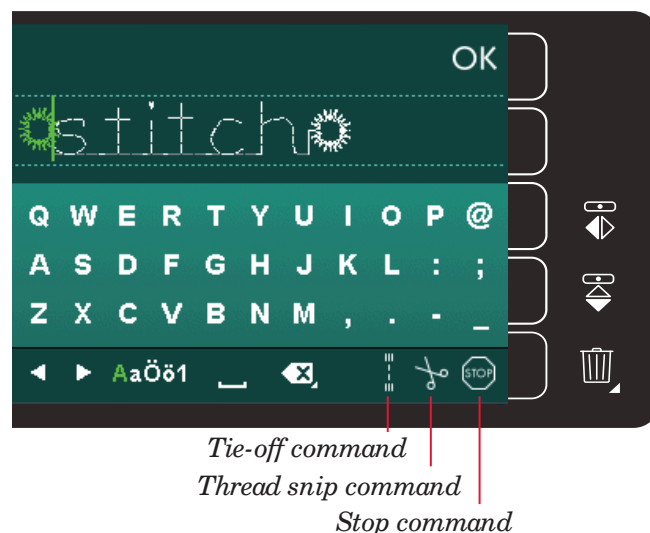 OK
stitch
Q W E R T Y U I O P @
A S D F G H J K L : ;
Z X C V B N M , . - _
AaÖö1 STOP
Tie-off command
Thread snip command
Stop command